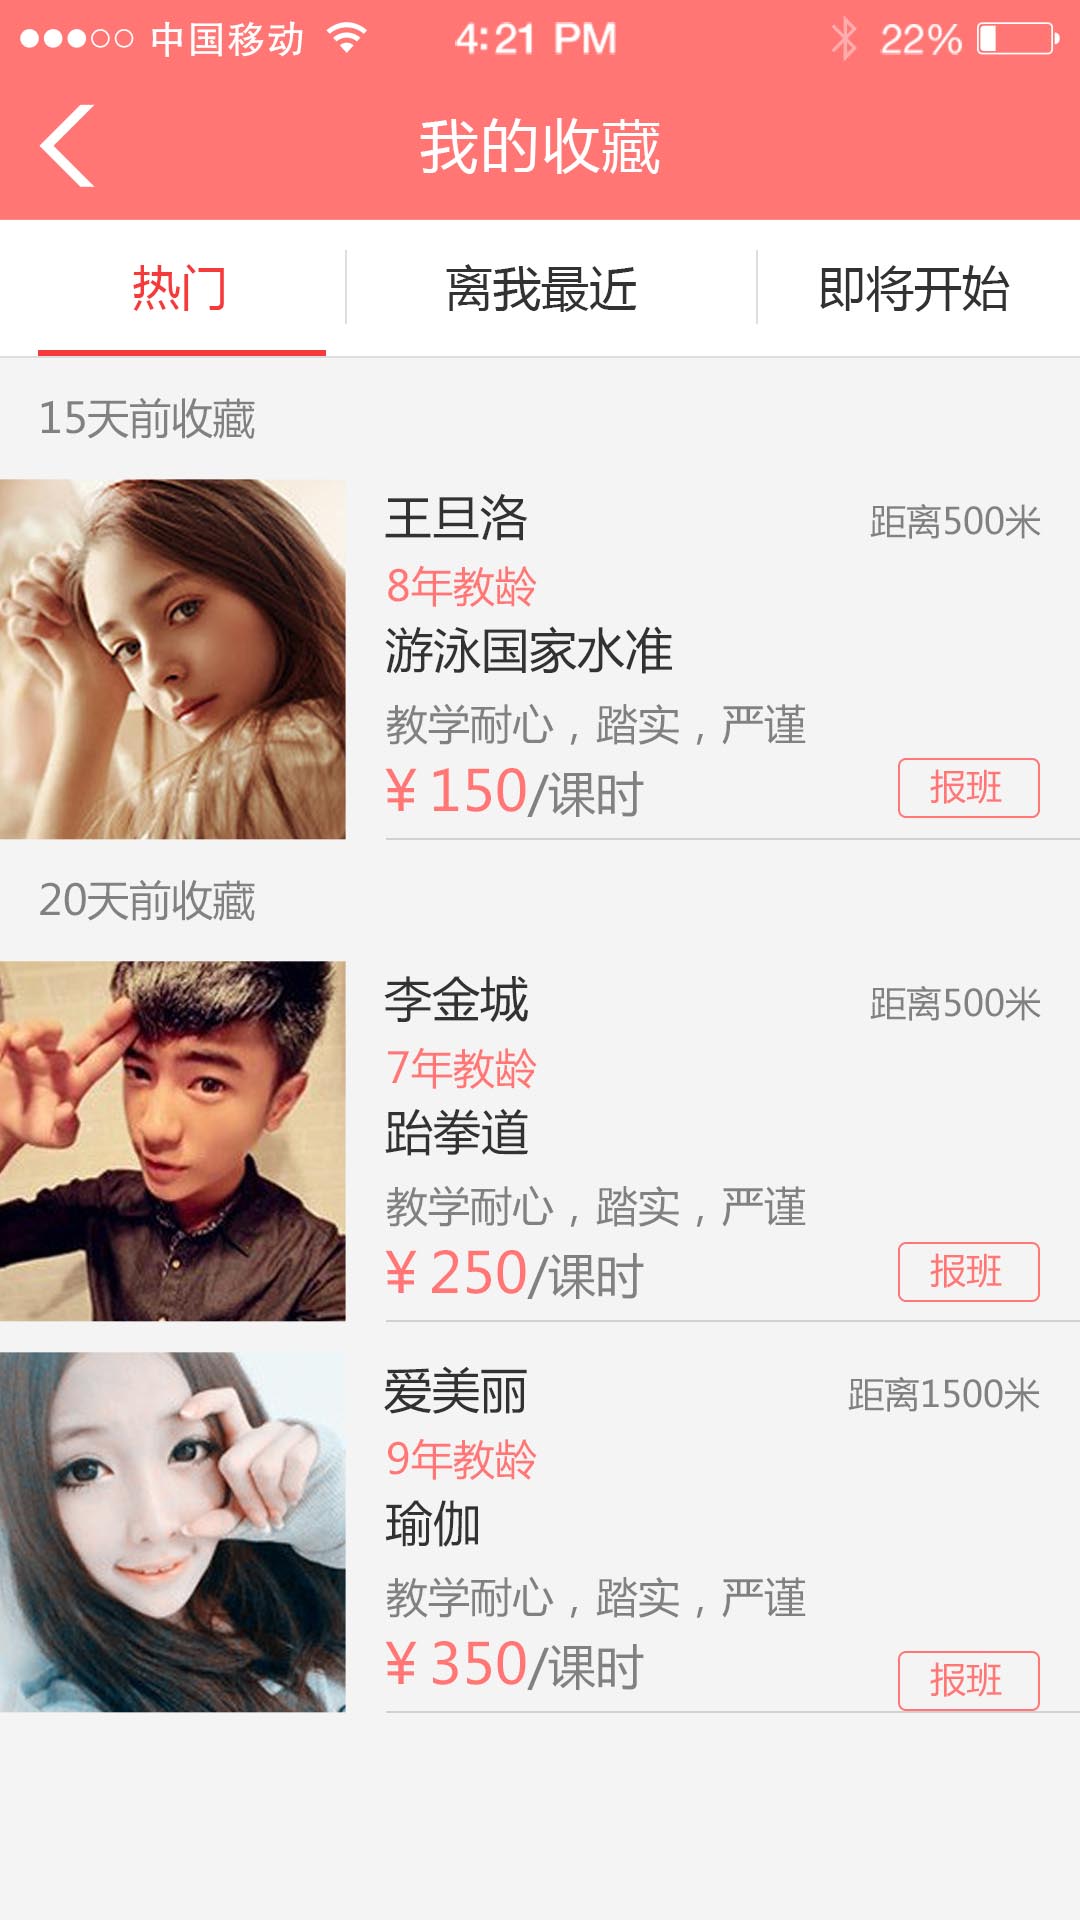 中国移动 4:21 PM 22%
我的收藏
热门 离我最近 即将开始
15天前收藏
王旦洛 距离500米
8年教龄
游泳国家水准
教学耐心，踏实，严谨
¥ 150/课时 报班
20天前收藏
李金城 距离500米
7年教龄
跆拳道
教学耐心，踏实，严谨
¥ 250/课时 报班
爱美丽 距离1500米
9年教龄
瑜伽
教学耐心，踏实，严谨
¥ 350/课时 报班